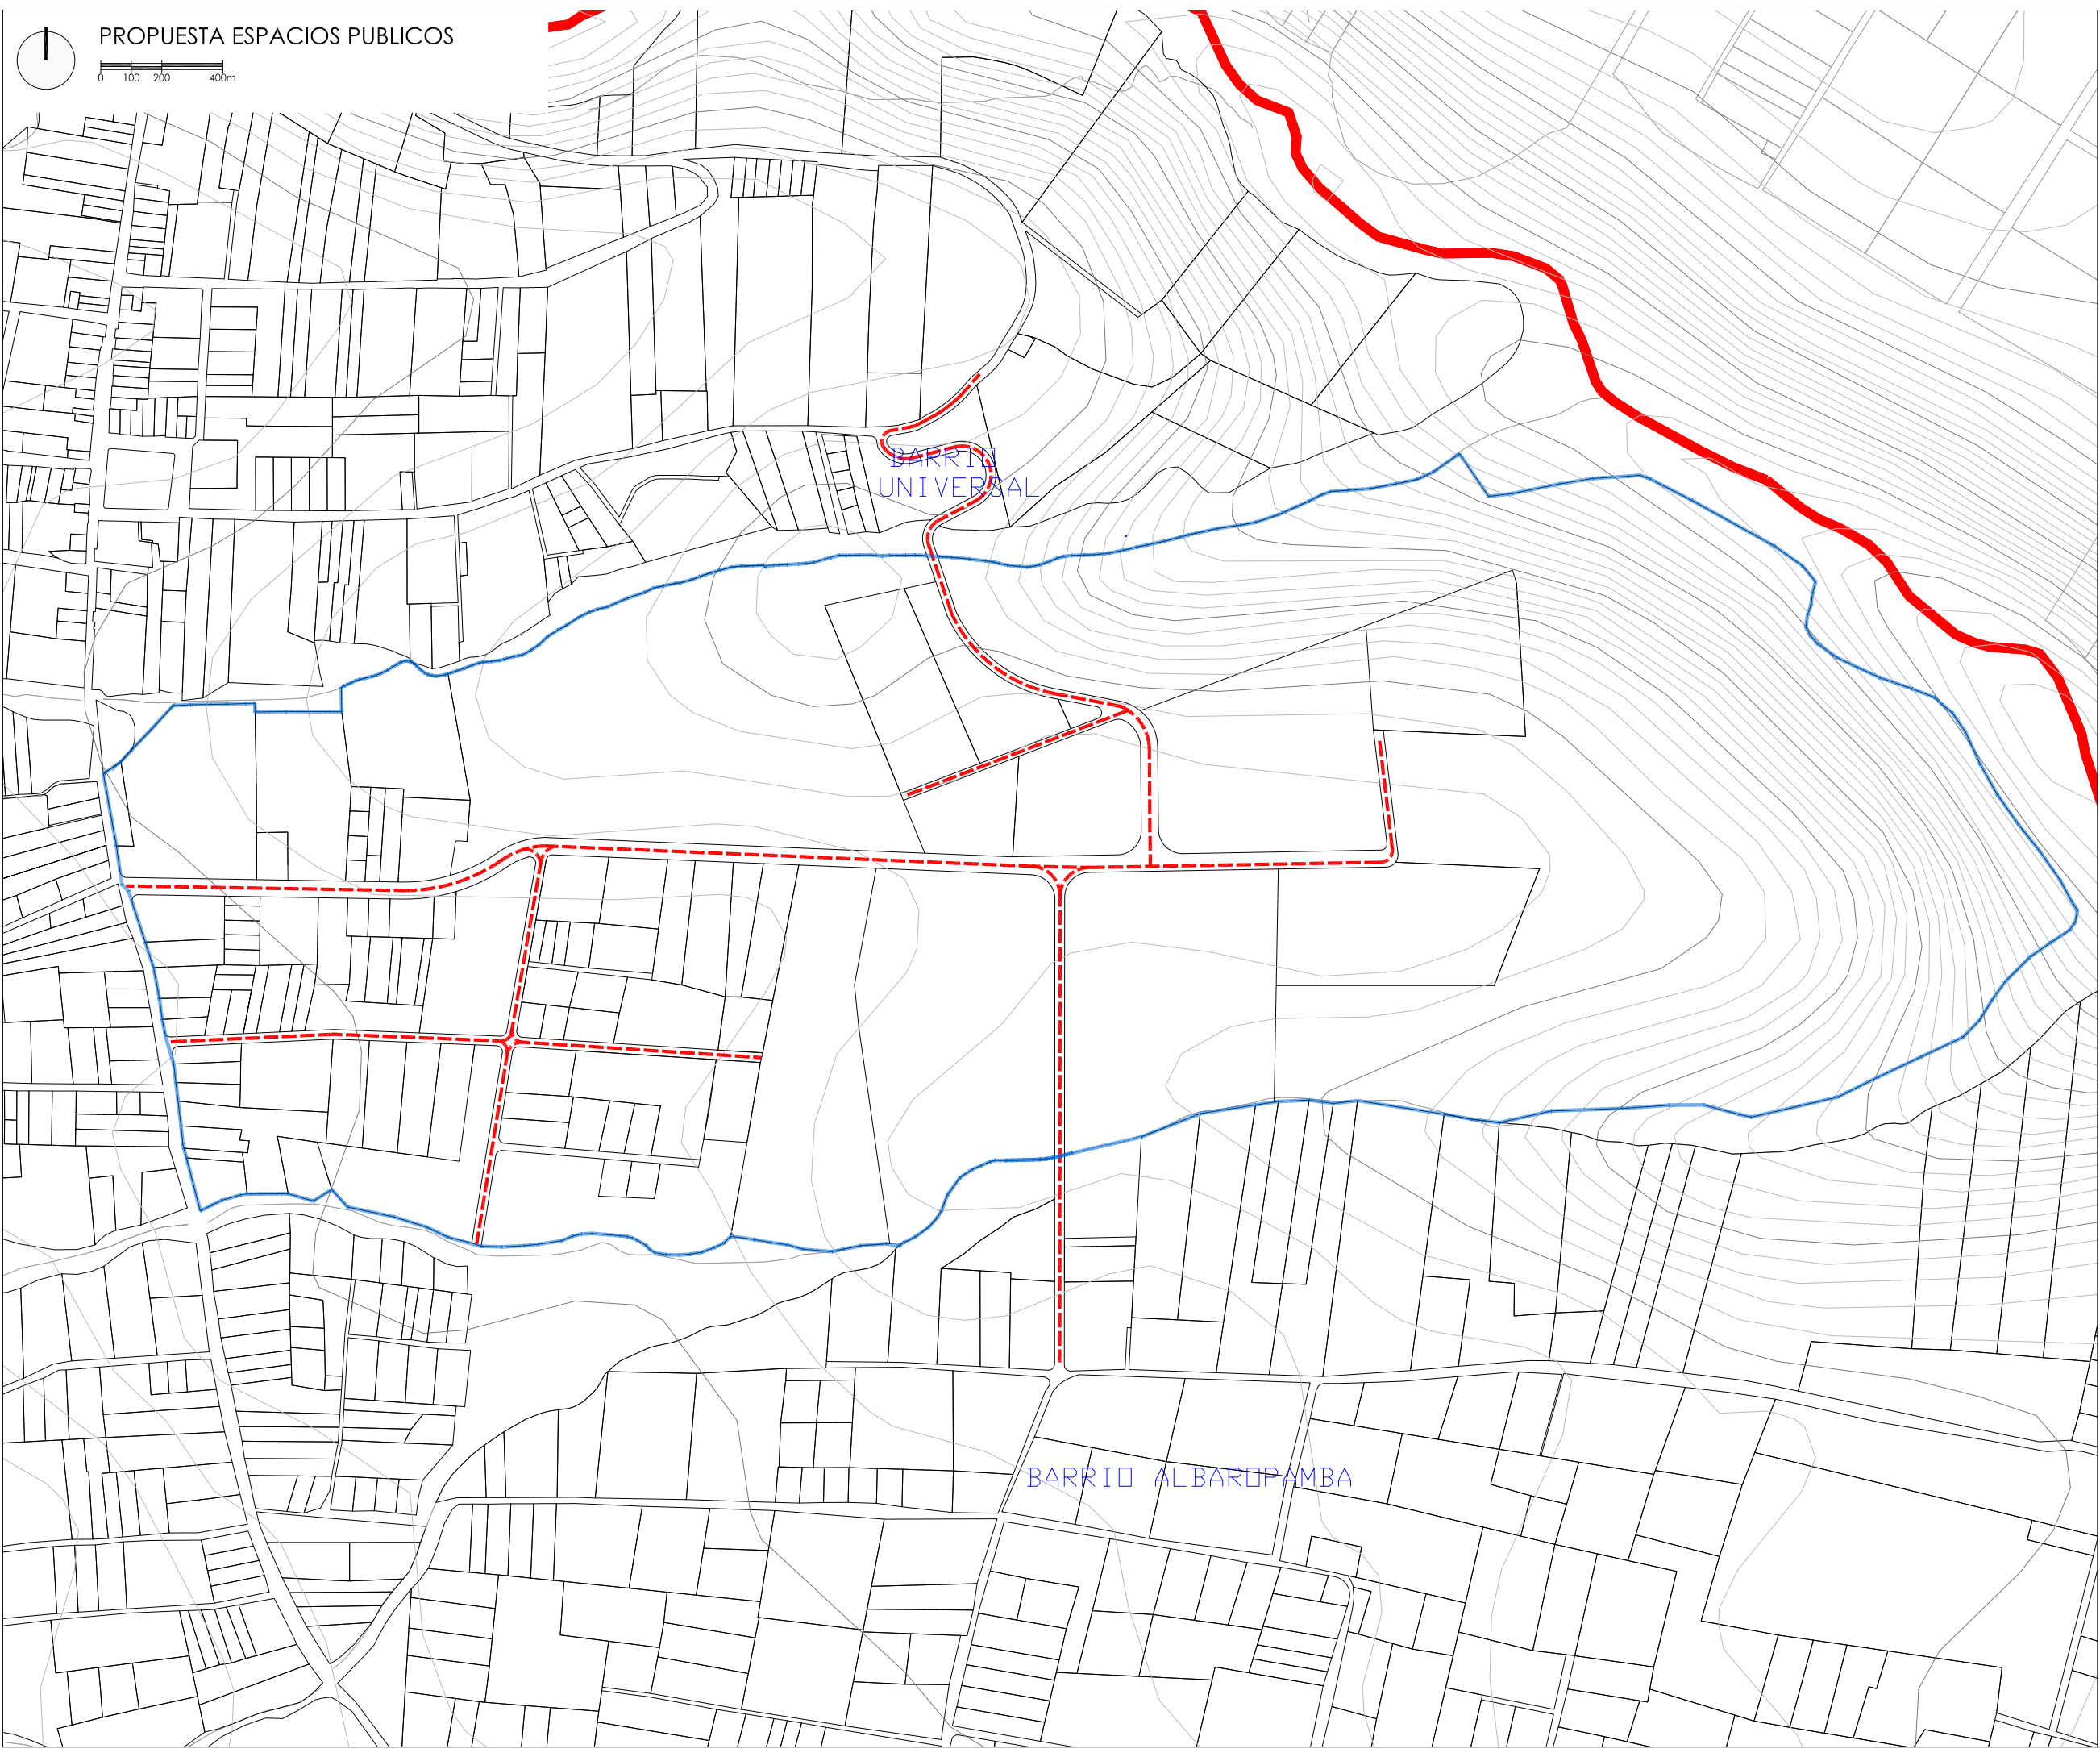 PROPUESTA ESPACIOS PUBLICOS
0 100 200 400m
BARRIO
UNIVERSAL
BARRIO ALBAROPAMBA